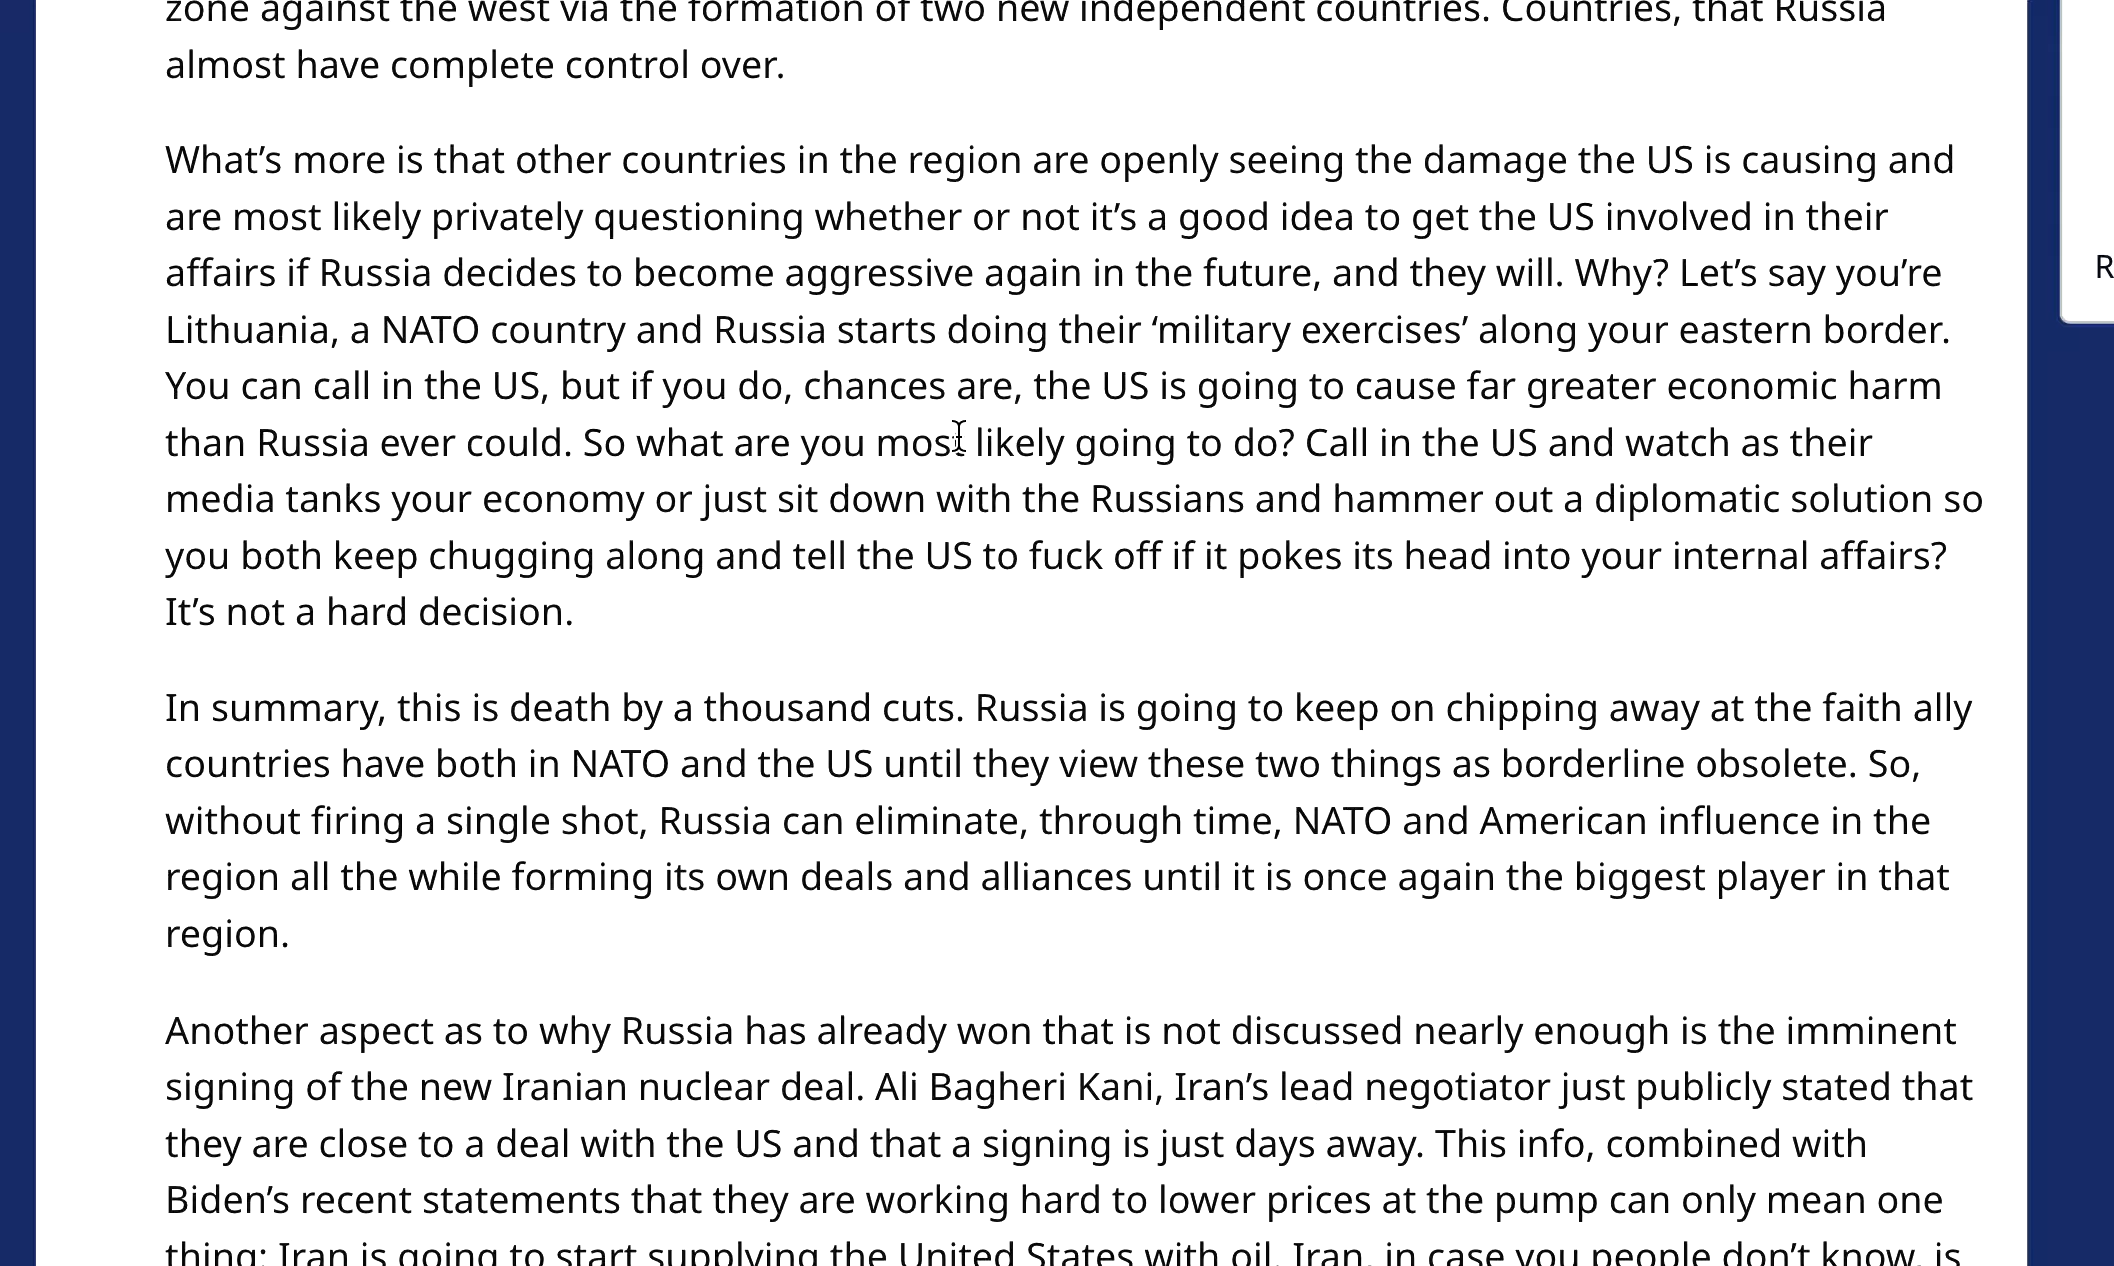 zone against the west via the formation of two new independent countries. Countries, that Russia
almost have complete control over.
What’s more is that other countries in the region are openly seeing the damage the US is causing and
are most likely privately questioning whether or not it’s a good idea to get the US involved in their
affairs if Russia decides to become aggressive again in the future, and they will. Why? Let’s say you’re
Lithuania, a NATO country and Russia starts doing their ‘military exercises’ along your eastern border.
You can call in the US, but if you do, chances are, the US is going to cause far greater economic harm
than Russia ever could. So what are you most likely going to do? Call in the US and watch as their
media tanks your economy or just sit down with the Russians and hammer out a diplomatic solution so
you both keep chugging along and tell the US to fuck off if it pokes its head into your internal affairs?
It’s not a hard decision.
In summary, this is death by a thousand cuts. Russia is going to keep on chipping away at the faith ally
countries have both in NATO and the US until they view these two things as borderline obsolete. So,
without firing a single shot, Russia can eliminate, through time, NATO and American influence in the
region all the while forming its own deals and alliances until it is once again the biggest player in that
region.
Another aspect as to why Russia has already won that is not discussed nearly enough is the imminent
signing of the new Iranian nuclear deal. Ali Bagheri Kani, Iran’s lead negotiator just publicly stated that
they are close to a deal with the US and that a signing is just days away. This info, combined with
Biden’s recent statements that they are working hard to lower prices at the pump can only mean one
thing: Iran is going to start supplying the United States with oil. Iran, in case you people don’t know, is
R